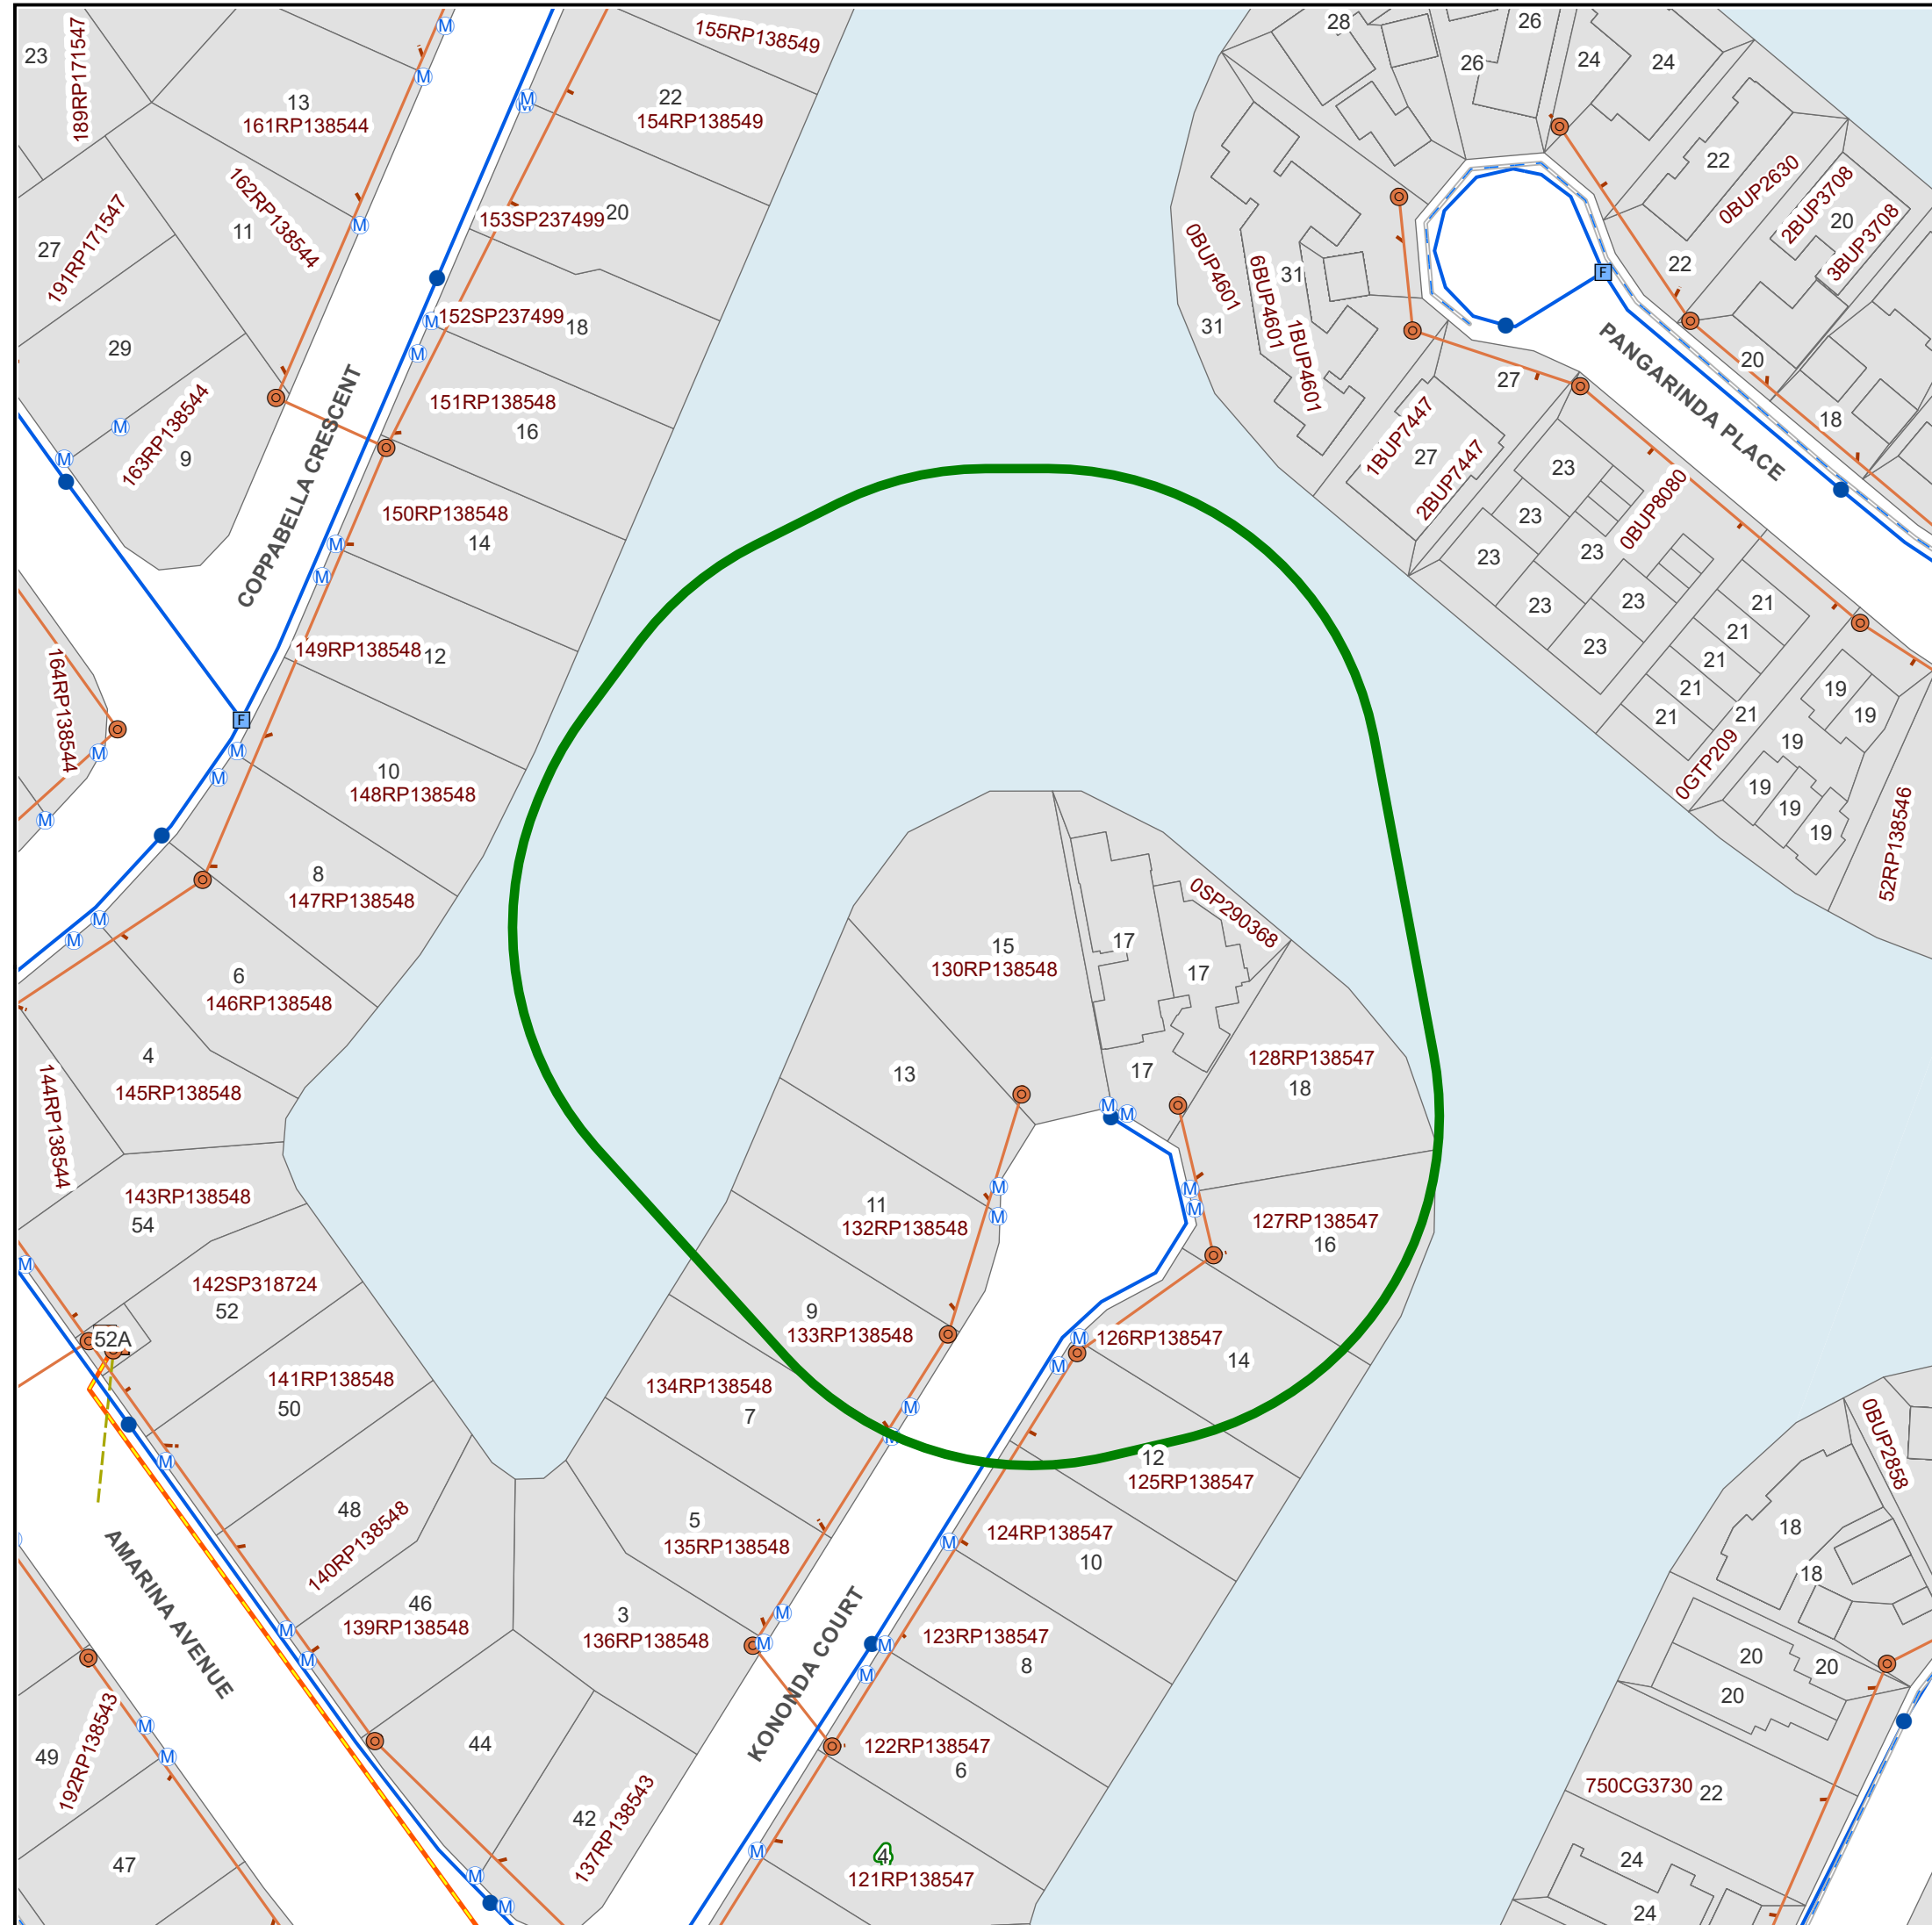 155RP138549
28
26
26
24
24
23
189RP171547
13
161RP138544
22
154RP138549
22
0BUP2630
2BUP3708
20
3BUP3708
162RP138544
11
153SP237499
20
27
191RP171547
0BUP4601
6BUP4601
31
31
1BUP4601
22
152SP237499
18
29
PANGARINDA PLACE
20
27
18
COPPABELLA CRESCENT
151RP138548
16
163RP138544
9
1BUP7447
27
2BUP7447
23
0BUP8080
150RP138548
14
23
23
23
23
23
23
21
21
21
21
21
21
149RP138548
12
164RP138544
19
19
19
0GTP209
19
19
19
52RP138546
10
148RP138548
8
147RP138548
0SP290368
15
130RP138548
17
17
17
6
146RP138548
4
145RP138548
144RP138544
13
128RP138547
18
143RP138548
54
11
132RP138548
127RP138547
16
142SP318724
52
52A
9
133RP138548
126RP138547
14
141RP138548
50
134RP138548
7
12
125RP138547
0BUP2858
48
140RP138548
5
135RP138548
124RP138547
10
18
18
AMARINA AVENUE
46
139RP138548
3
136RP138548
KONONDA COURT
123RP138547
8
20
20
20
49
192RP138543
44
122RP138547
6
750CG3730
22
42
137RP138543
47
4
121RP138547
24
24
M
F